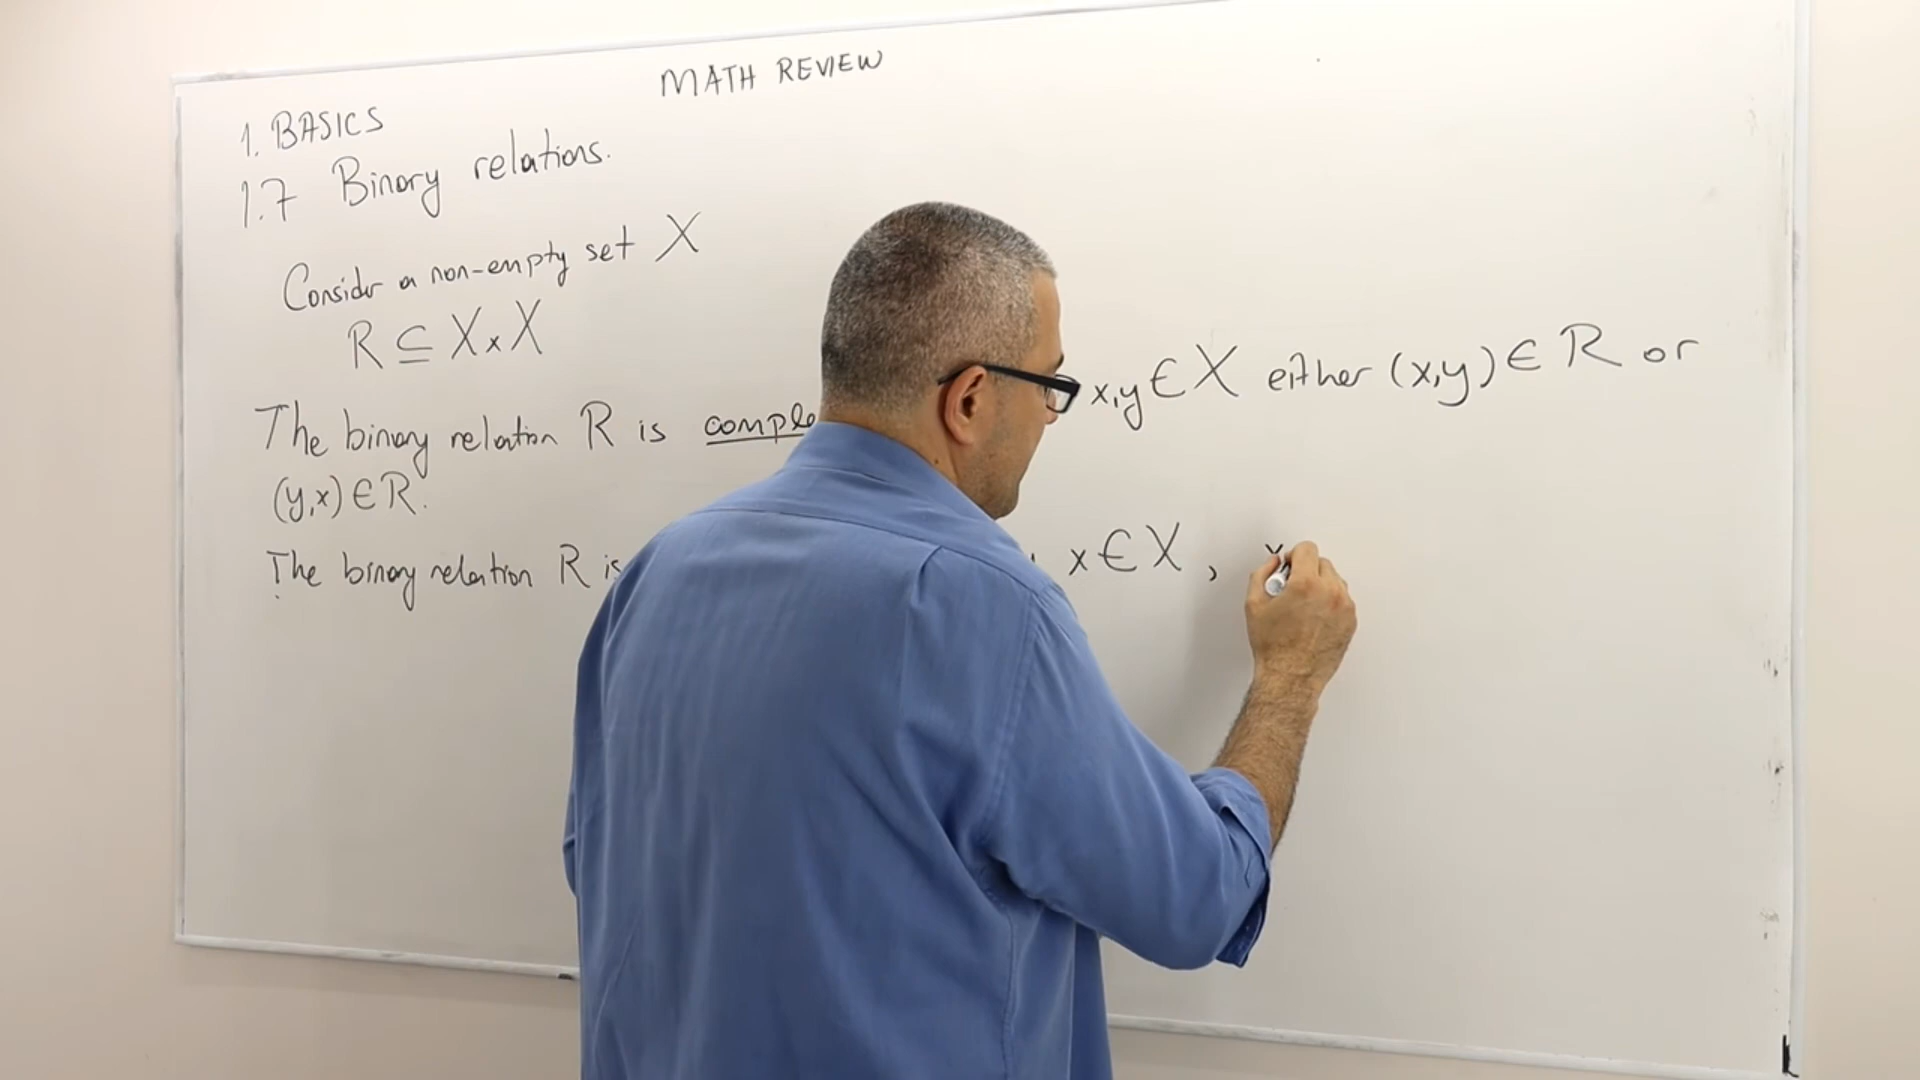 MATH REVIEW
1. BASICS
1.7 Binary relations.
Consider a non-empty set X
R ⊆ X × X
The binary relation R is comple x,y ∈ X either (x,y) ∈ R or
(y,x) ∈ R.
The binary relation R is x ∈ X , x